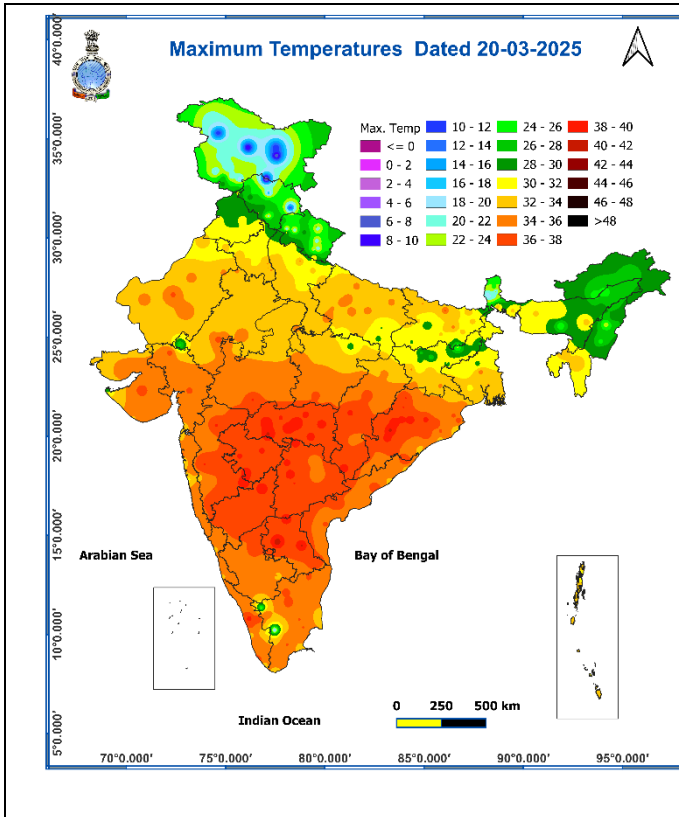 Maximum Temperatures Dated 20-03-2025
Max. Temp
<= 0
0 - 2
2 - 4
4 - 6
6 - 8
8 - 10
10 - 12
12 - 14
14 - 16
16 - 18
18 - 20
20 - 22
22 - 24
24 - 26
26 - 28
28 - 30
30 - 32
32 - 34
34 - 36
36 - 38
38 - 40
40 - 42
42 - 44
44 - 46
46 - 48
>48
40°0.000'
35°0.000'
30°0.000'
25°0.000'
20°0.000'
15°0.000'
10°0.000'
5°0.000'
Arabian Sea
Bay of Bengal
Indian Ocean
0 250 500 km
70°0.000' 75°0.000' 80°0.000' 85°0.000' 90°0.000' 95°0.000'